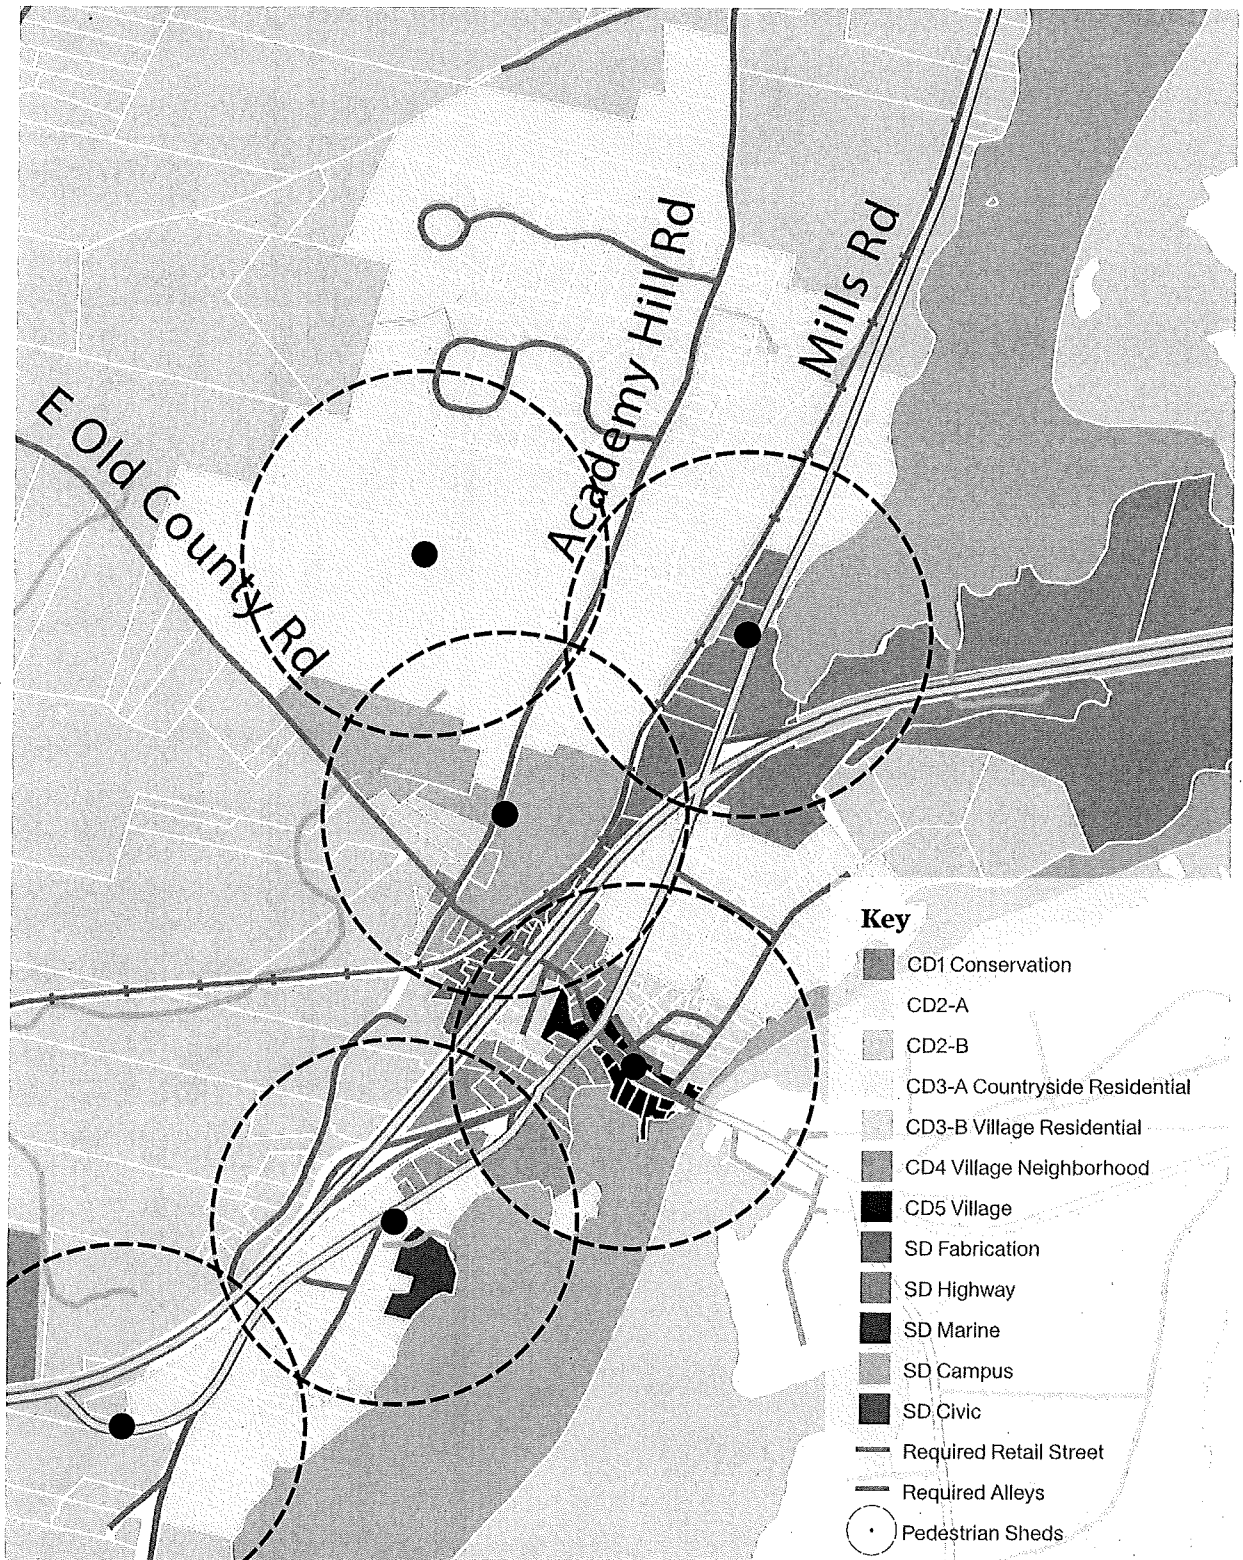 Academy Hill Rd
Mills Rd
E Old County Rd
Key
CD1 Conservation
CD2-A
CD2-B
CD3-A Countryside Residential
CD3-B Village Residential
CD4 Village Neighborhood
CD5 Village
SD Fabrication
SD Highway
SD Marine
SD Campus
SD Civic
Required Retail Street
Required Alleys
Pedestrian Sheds